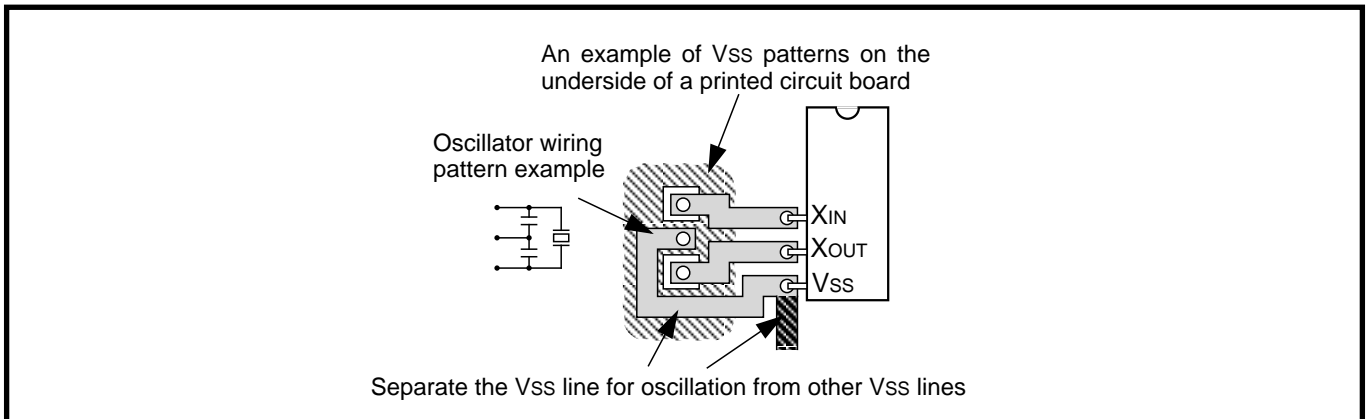 An example of VSS patterns on the
underside of a printed circuit board
Oscillator wiring
pattern example
XIN
XOUT
VSS
Separate the VSS line for oscillation from other VSS lines